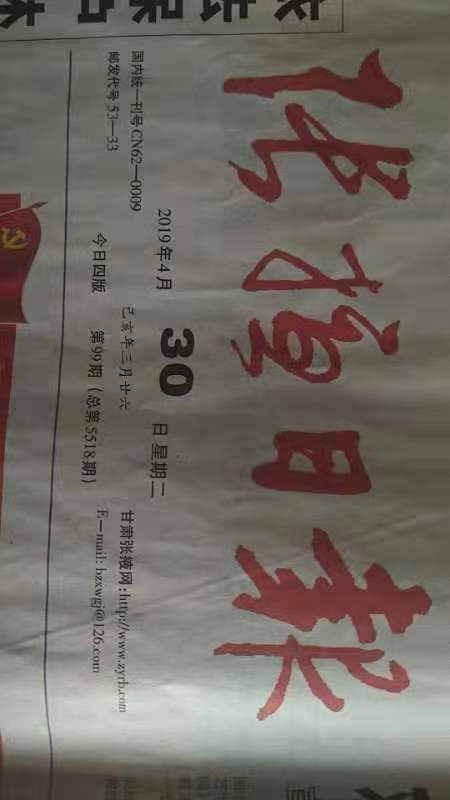 张掖日报
国内统一刊号 CN62—0009
邮发代号 53—33
2019年4月
30
日 星期二
己亥年三月廿六
今日四版
第99期（总第5518期）
甘肃张掖网：http://www.zyrb.com
E－mail: hzxwgj@126.com